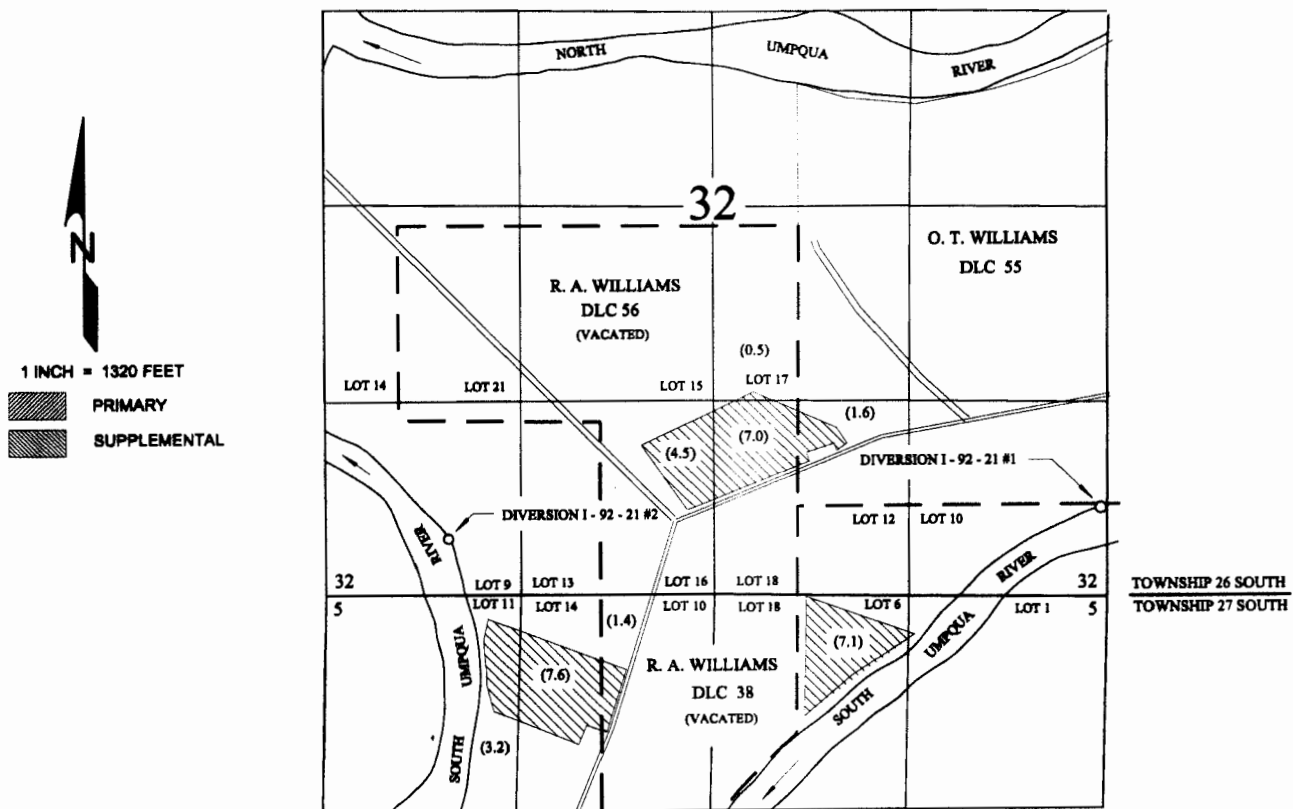 NORTH UMPQUA RIVER
32
O. T. WILLIAMS
DLC 55
R. A. WILLIAMS
DLC 56
(VACATED)
N
1 INCH = 1320 FEET
PRIMARY
SUPPLEMENTAL
(0.5)
LOT 14
LOT 21
LOT 15
LOT 17
(1.6)
(7.0)
(4.5)
DIVERSION I - 92 - 21 #1
DIVERSION I - 92 - 21 #2
LOT 12
LOT 10
RIVER
RIVER
32
LOT 9
LOT 13
LOT 16
LOT 18
32
TOWNSHIP 26 SOUTH
5
LOT 11
LOT 14
LOT 10
LOT 18
LOT 6
LOT 1
5
TOWNSHIP 27 SOUTH
(1.4)
UMPQUA
UMPQUA
(7.1)
R. A. WILLIAMS
DLC 38
(VACATED)
(7.6)
SOUTH
(3.2)
SOUTH